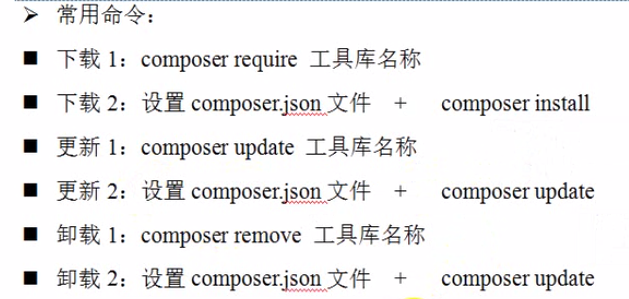 ➢ 常用命令：
■ 下载 1：composer require 工具库名称
■ 下载 2：设置 composer.json 文件 + composer install
■ 更新 1：composer update 工具库名称
■ 更新 2：设置 composer.json 文件 + composer update
■ 卸载 1：composer remove 工具库名称
■ 卸载 2：设置 composer.json 文件 + composer update